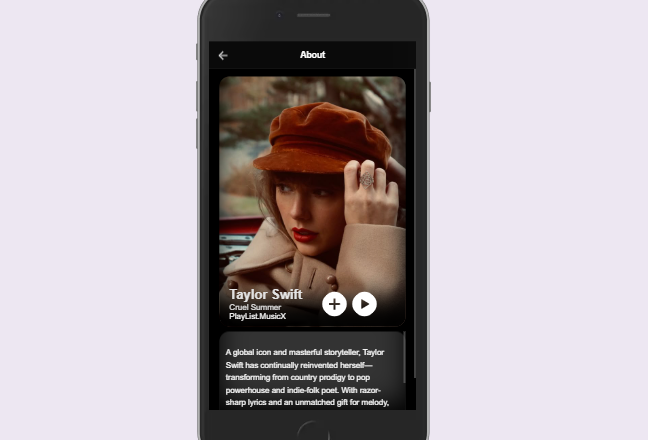 About
Taylor Swift
Cruel Summer
PlayList.MusicX
A global icon and masterful storyteller, Taylor
Swift has continually reinvented herself—
transforming from country prodigy to pop
powerhouse and indie-folk poet. With razor-
sharp lyrics and an unmatched gift for melody,